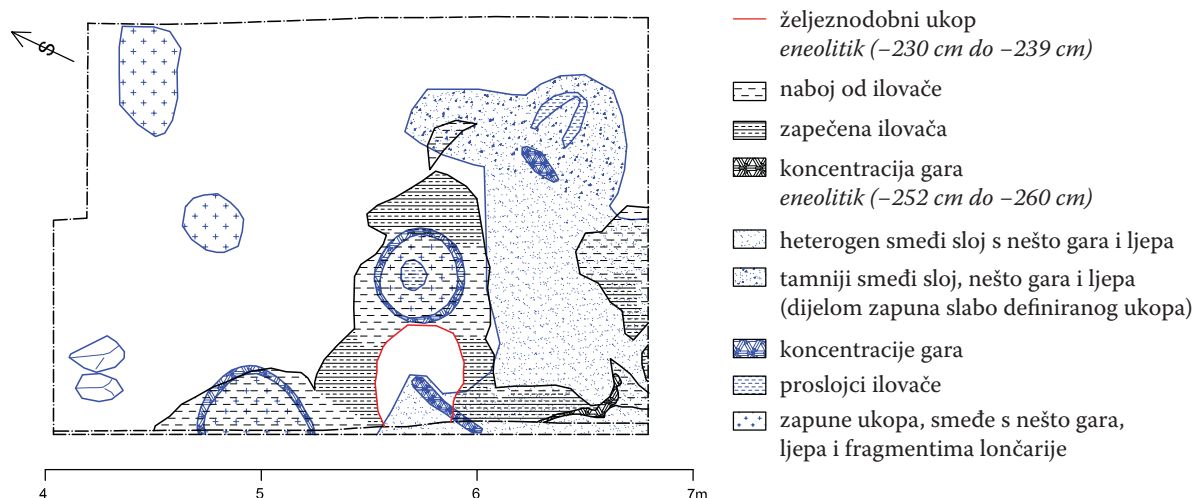 S
željeznodobni ukop
eneolitik (–230 cm do –239 cm)
naboj od ilovače
zapečena ilovača
koncentracija gara
eneolitik (–252 cm do –260 cm)
heterogen smeđi sloj s nešto gara i ljepa
tamniji smeđi sloj, nešto gara i ljepa
(dijelom zapuna slabo definiranog ukopa)
koncentracije gara
proslojci ilovače
zapune ukopa, smeđe s nešto gara,
ljepa i fragmentima lončarije
4 5 6 7m